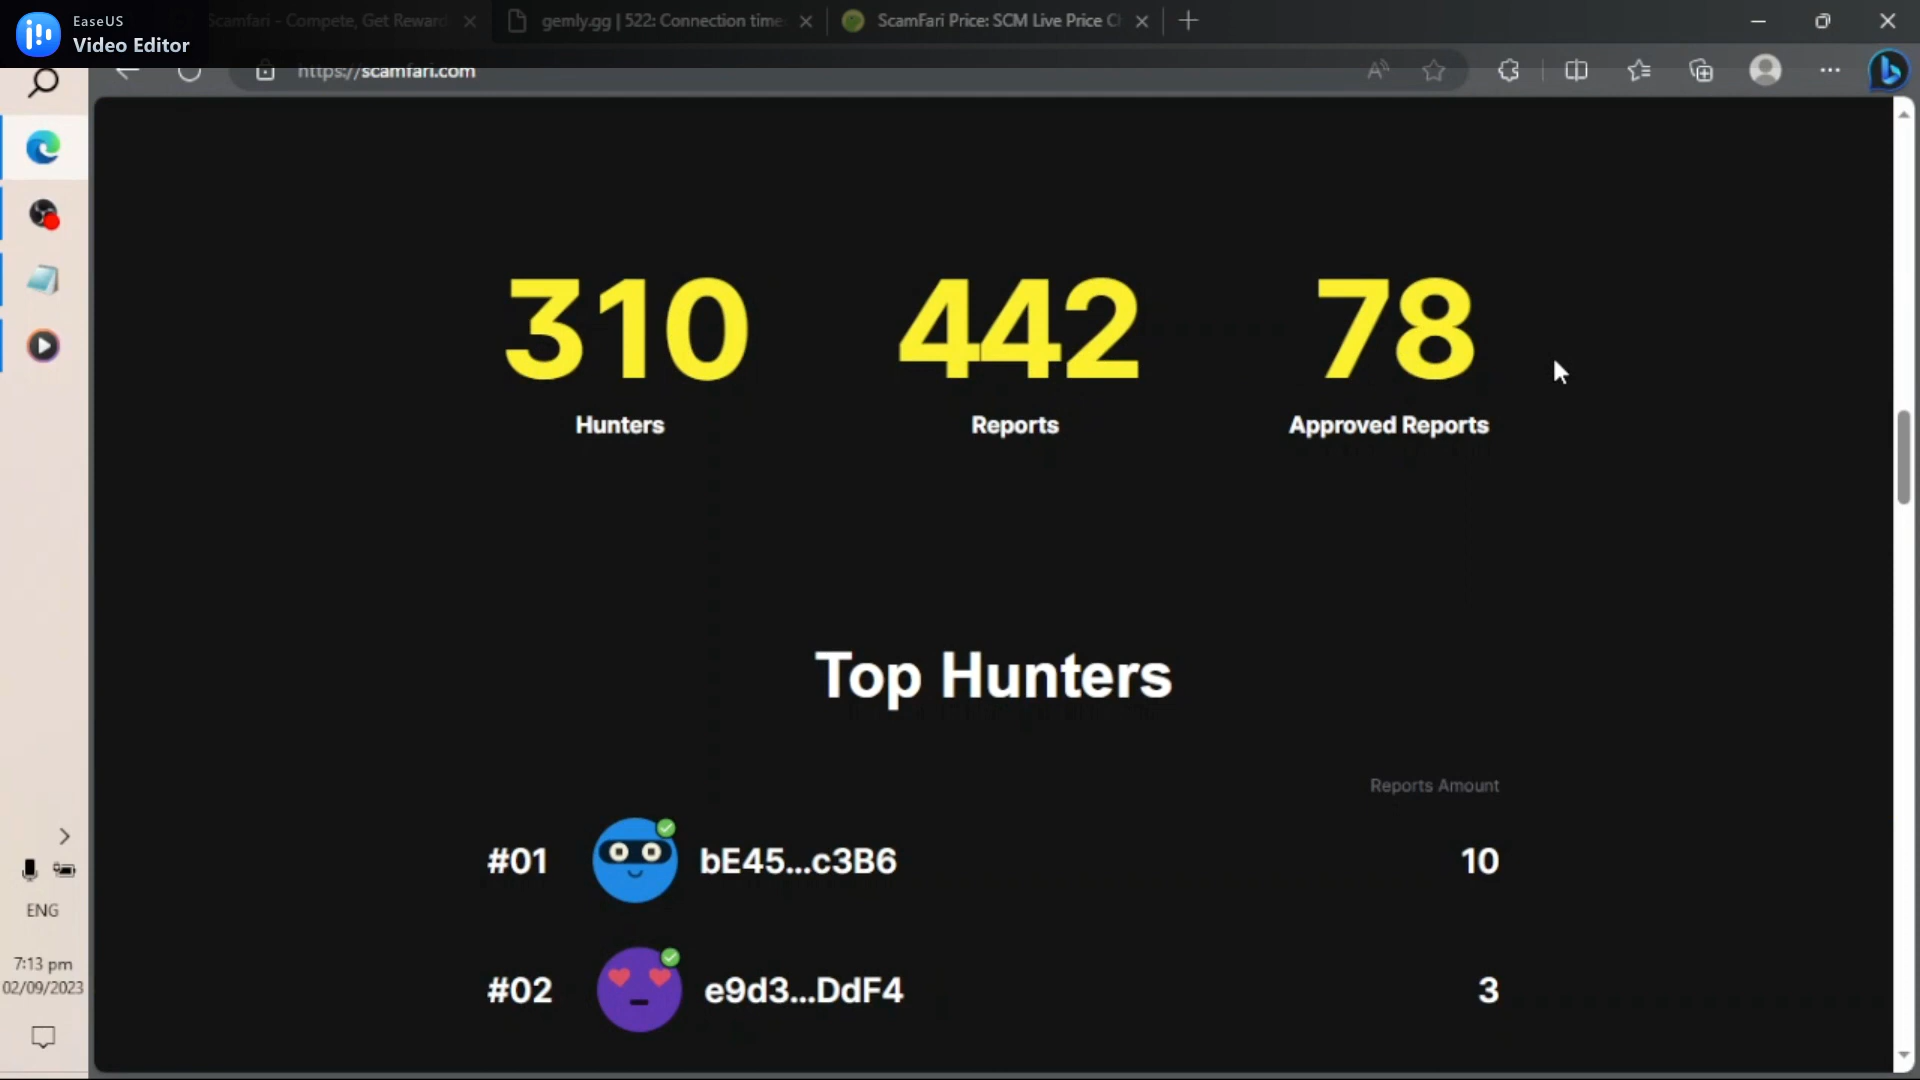 EaseUS
Video Editor
Scamfari - Compete, Get Reward
gemly.gg | 522: Connection time
ScamFari Price: SCM Live Price C
https://scamfari.com
310
442
78
Hunters
Reports
Approved Reports
Top Hunters
Reports Amount
#01
bE45...c3B6
10
#02
e9d3...DdF4
3
ENG
7:13 pm
02/09/2023